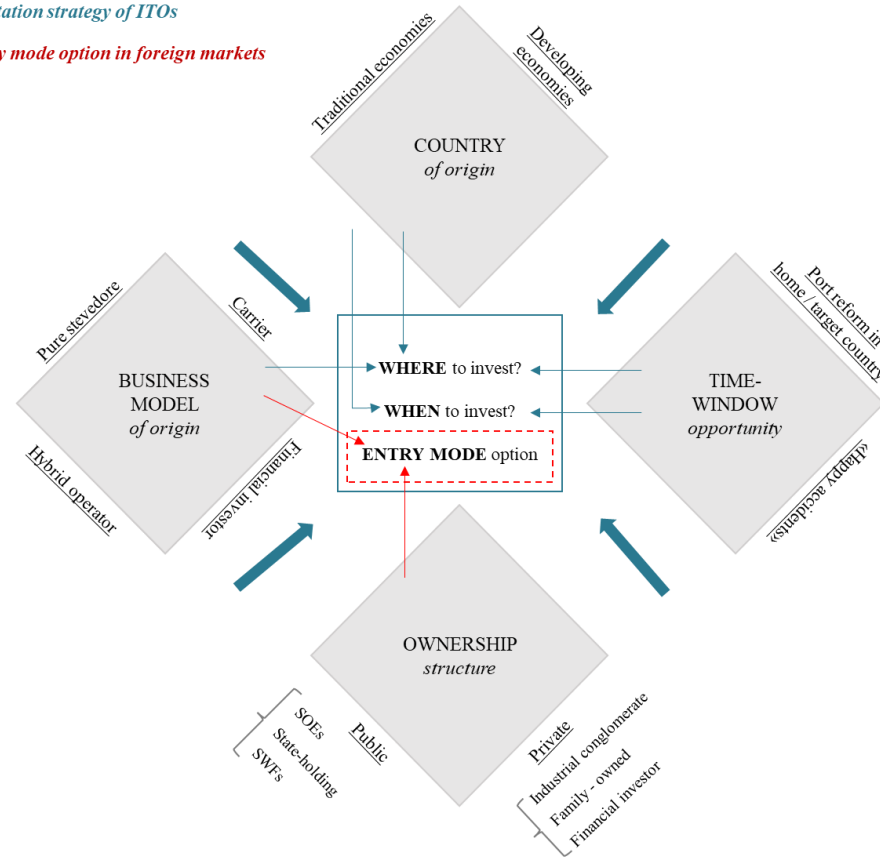 strategy of ITOs
mode option in foreign markets
Traditional economies
Developing
economies
COUNTRY
of origin
Pure stevedore
Carrier
BUSINESS
MODEL
of origin
Hybrid operator
Financial investor
WHERE to invest?
WHEN to invest?
ENTRY MODE option
Port reform in
home / target country
TIME-
WINDOW
opportunity
«Happy accidents»
OWNERSHIP
structure
Public
SOEs
State-holding
SWFs
Private
Industrial conglomerate
Family - owned
Financial investor